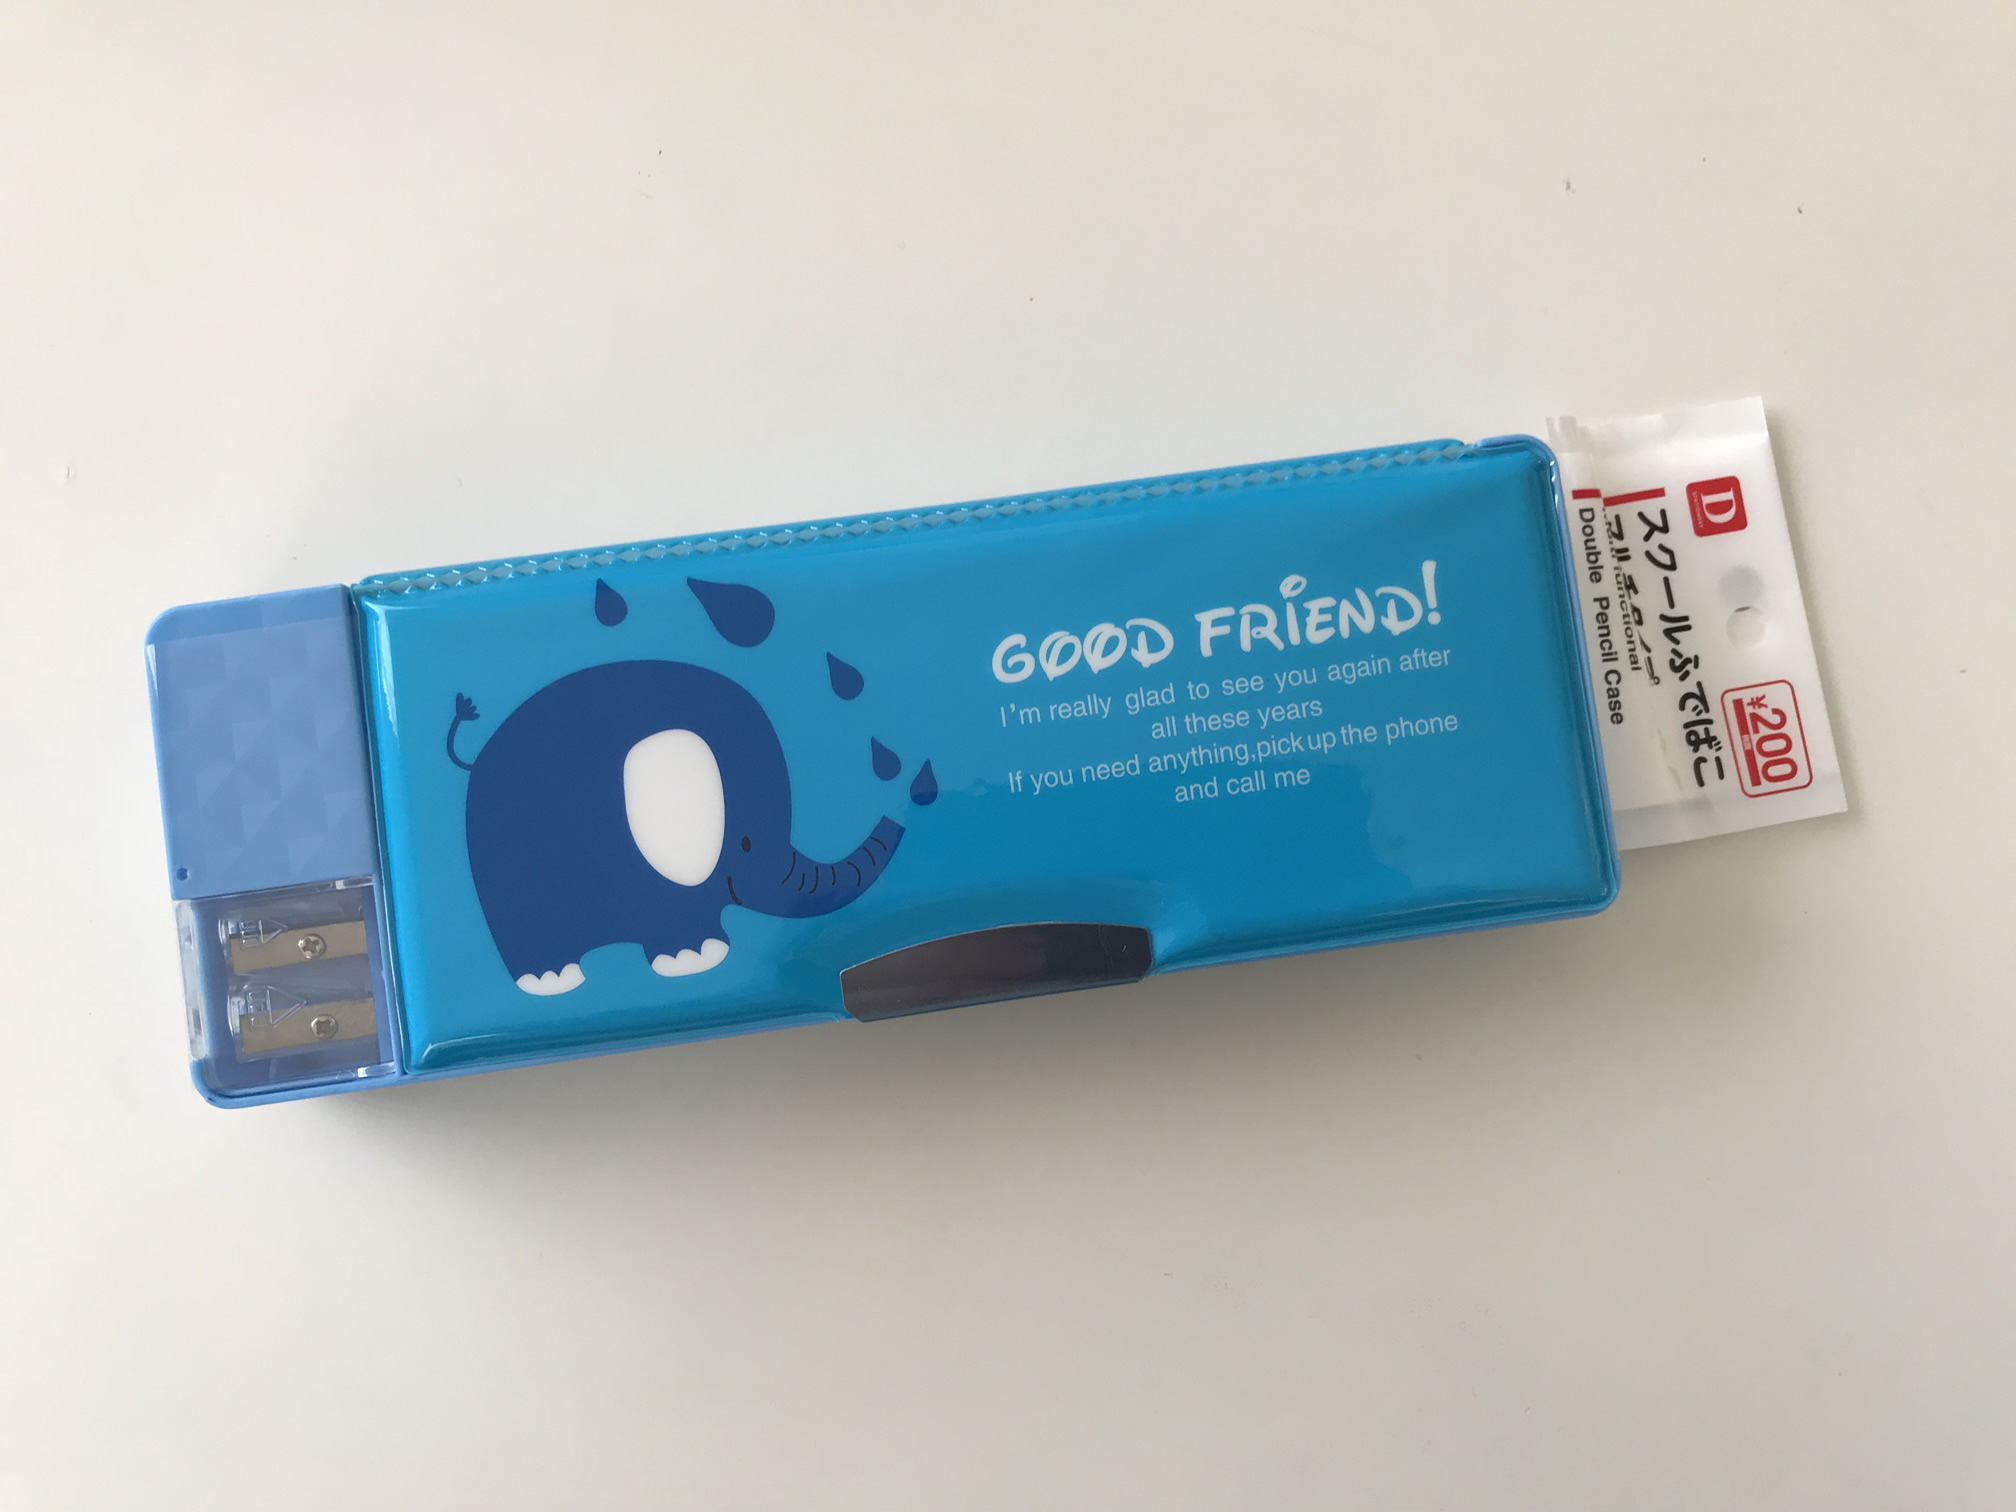 GOOD FRIEND!
I'm really glad to see you again after
all these years
If you need anything,pick up the phone
and call me
D
スクールふでばこ
Functional
Double Pencil Case
¥200